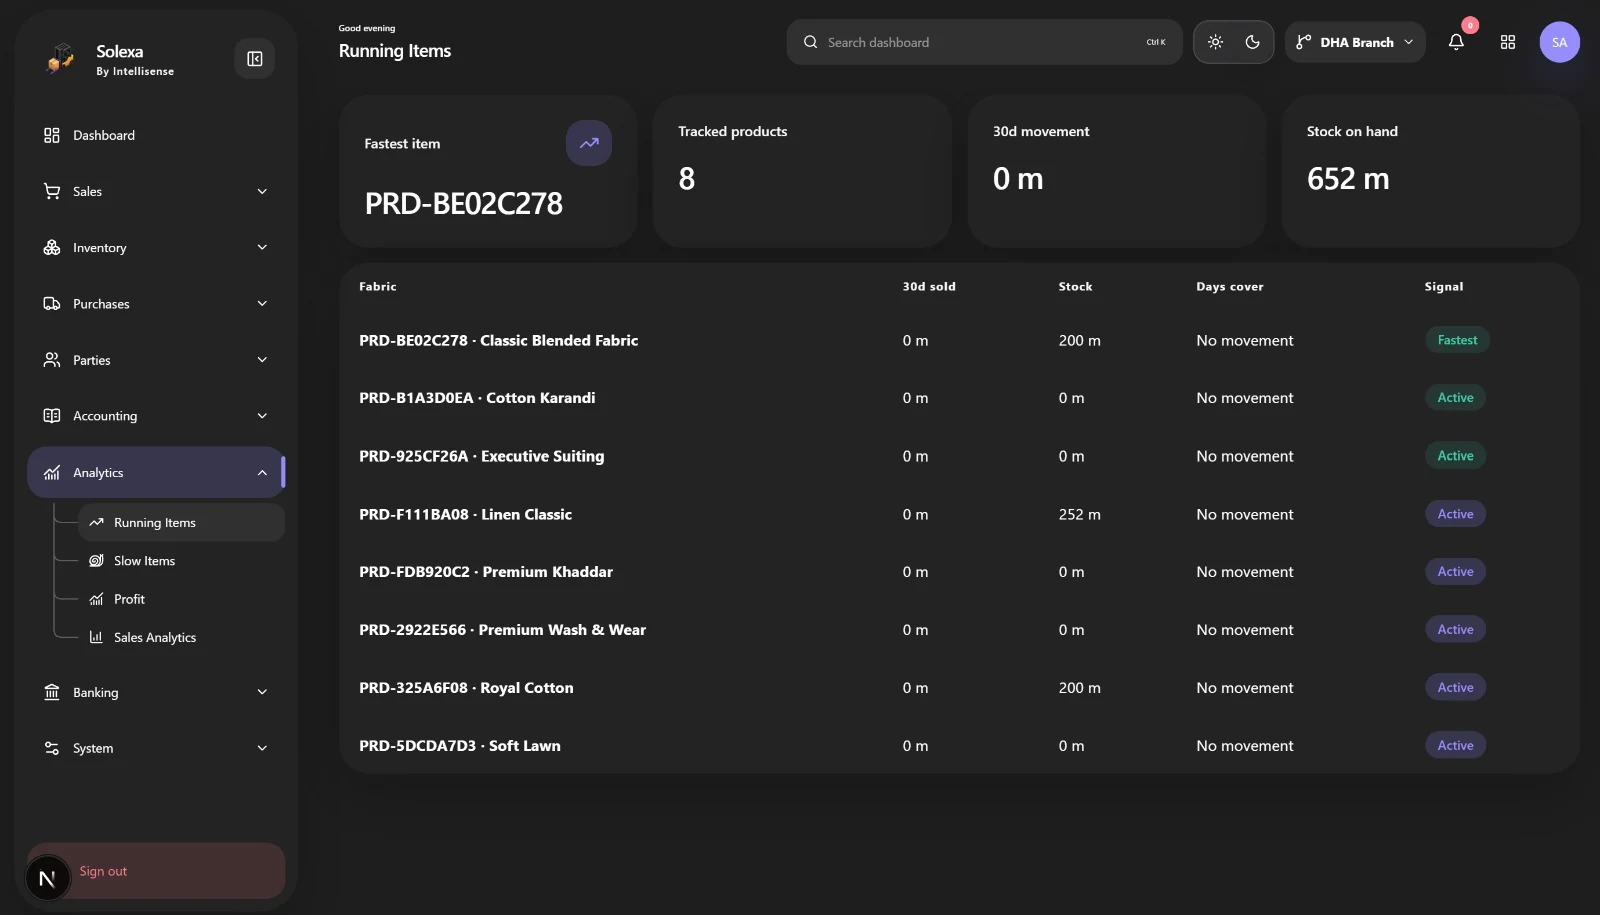 Solexa
By Intellisense
Dashboard
Sales
Inventory
Purchases
Parties
Accounting
Analytics
Running Items
Slow Items
Profit
Sales Analytics
Banking
System
Sign out
N
Good evening
Running Items
Search dashboard
Ctrl K
DHA Branch
0
SA
Fastest item
PRD-BE02C278
Tracked products
8
30d movement
0 m
Stock on hand
652 m
Fabric 30d sold Stock Days cover Signal
PRD-BE02C278 · Classic Blended Fabric 0 m 200 m No movement Fastest
PRD-B1A3D0EA · Cotton Karandi 0 m 0 m No movement Active
PRD-925CF26A · Executive Suiting 0 m 0 m No movement Active
PRD-F111BA08 · Linen Classic 0 m 252 m No movement Active
PRD-FDB920C2 · Premium Khaddar 0 m 0 m No movement Active
PRD-2922E566 · Premium Wash & Wear 0 m 0 m No movement Active
PRD-325A6F08 · Royal Cotton 0 m 200 m No movement Active
PRD-5DCDA7D3 · Soft Lawn 0 m 0 m No movement Active